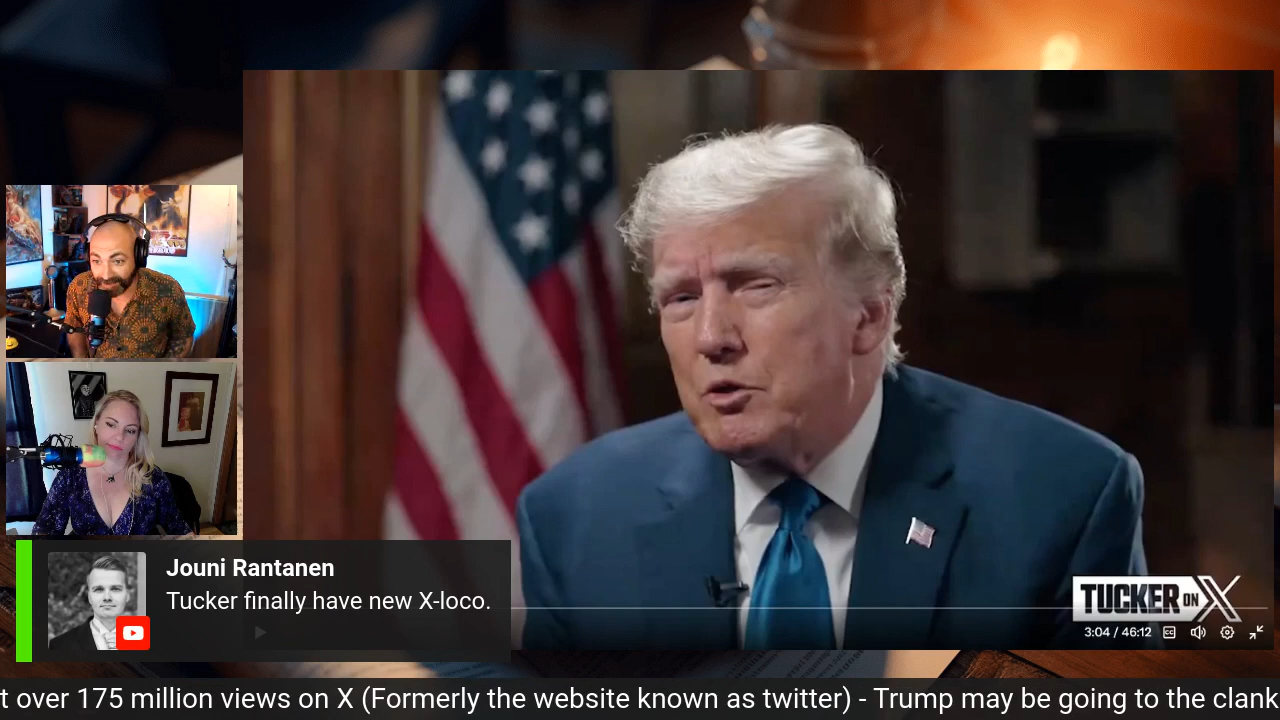 Jouni Rantanen
Tucker finally have new X-loco.
TUCKER ON X
3:04 / 46:12
CC
t over 175 million views on X (Formerly the website known as twitter) - Trump may be going to the clank